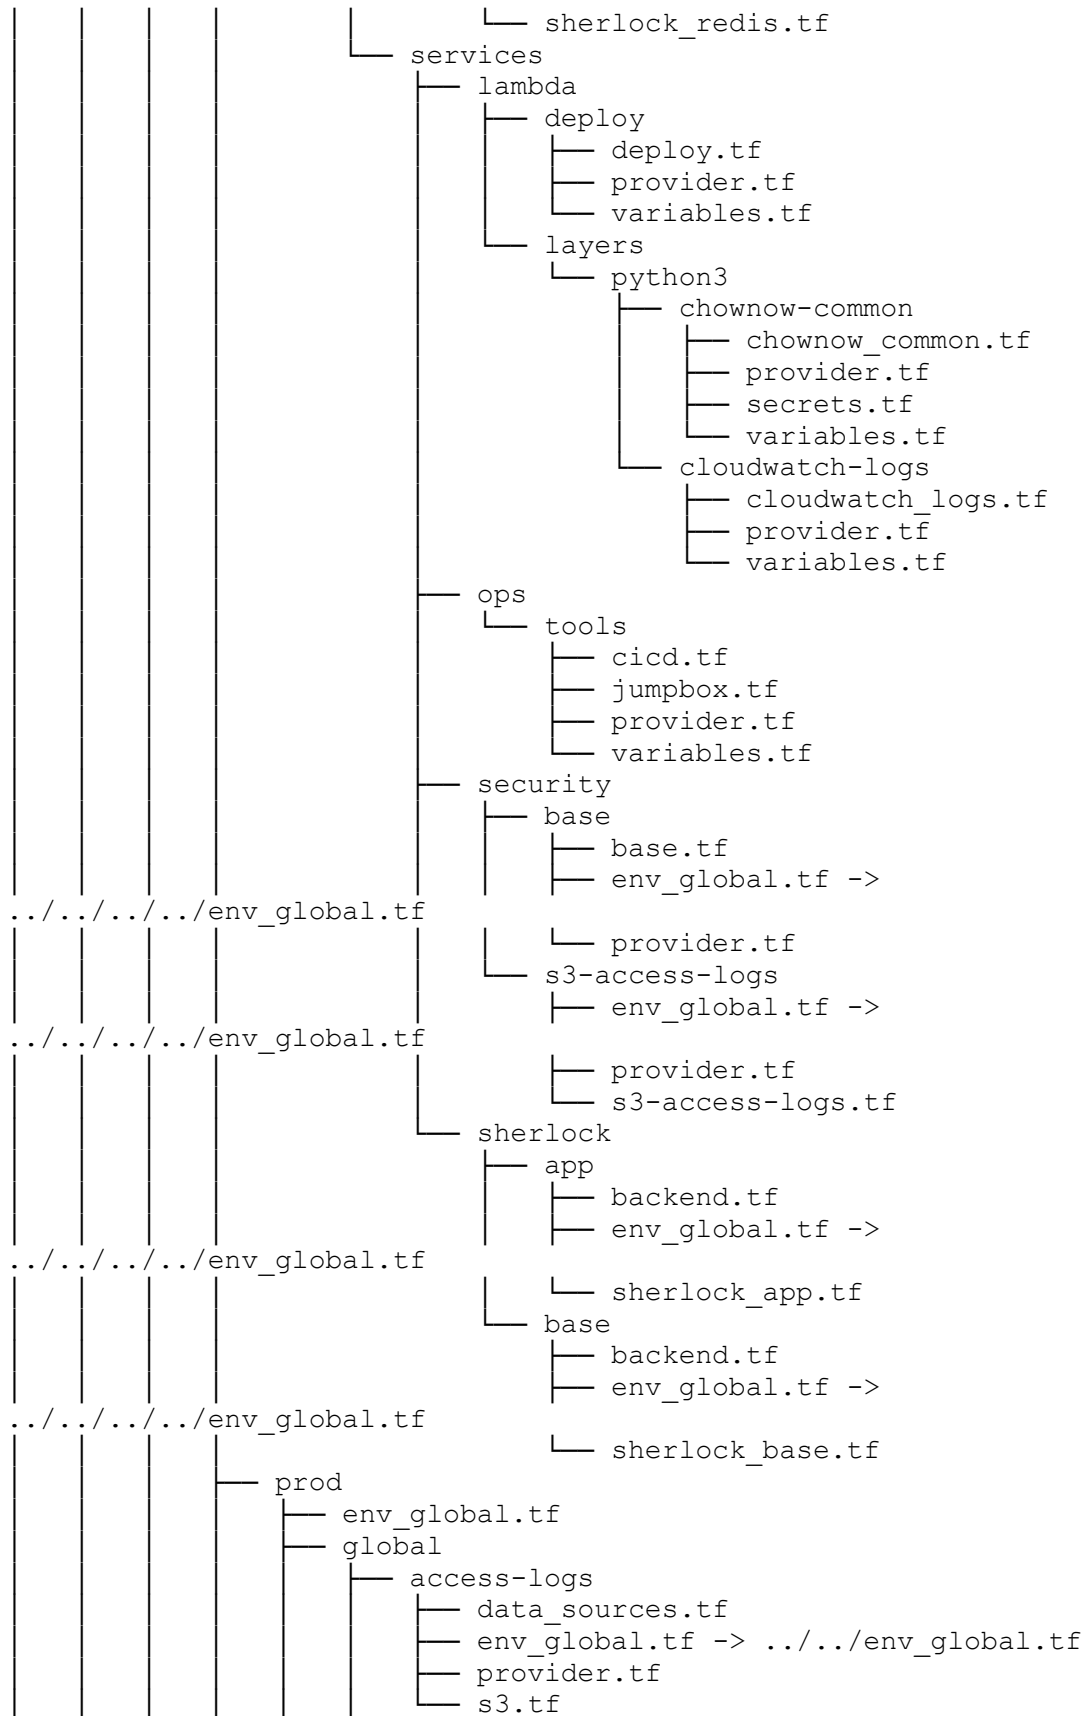 │   │   │   │       │       └── sherlock_redis.tf
│   │   │   │       └── services
│   │   │   │           ├── lambda
│   │   │   │           │   ├── deploy
│   │   │   │           │   │   ├── deploy.tf
│   │   │   │           │   │   ├── provider.tf
│   │   │   │           │   │   └── variables.tf
│   │   │   │           │   └── layers
│   │   │   │           │       └── python3
│   │   │   │           │           ├── chownow-common
│   │   │   │           │           │   ├── chownow_common.tf
│   │   │   │           │           │   ├── provider.tf
│   │   │   │           │           │   ├── secrets.tf
│   │   │   │           │           │   └── variables.tf
│   │   │   │           │           └── cloudwatch-logs
│   │   │   │           │               ├── cloudwatch_logs.tf
│   │   │   │           │               ├── provider.tf
│   │   │   │           │               └── variables.tf
│   │   │   │           ├── ops
│   │   │   │           │   └── tools
│   │   │   │           │       ├── cicd.tf
│   │   │   │           │       ├── jumpbox.tf
│   │   │   │           │       ├── provider.tf
│   │   │   │           │       └── variables.tf
│   │   │   │           ├── security
│   │   │   │           │   ├── base
│   │   │   │           │   │   ├── base.tf
│   │   │   │           │   │   ├── env_global.tf ->
../../../../env_global.tf
│   │   │   │           │   │   └── provider.tf
│   │   │   │           │   └── s3-access-logs
│   │   │   │           │       ├── env_global.tf ->
../../../../env_global.tf
│   │   │   │           │       ├── provider.tf
│   │   │   │           │       └── s3-access-logs.tf
│   │   │   │           └── sherlock
│   │   │   │               ├── app
│   │   │   │               │   ├── backend.tf
│   │   │   │               │   ├── env_global.tf ->
../../../../env_global.tf
│   │   │   │               │   └── sherlock_app.tf
│   │   │   │               └── base
│   │   │   │                   ├── backend.tf
│   │   │   │                   ├── env_global.tf ->
../../../../env_global.tf
│   │   │   │                   └── sherlock_base.tf
│   │   │   ├── prod
│   │   │   │   ├── env_global.tf
│   │   │   │   ├── global
│   │   │   │   │   ├── access-logs
│   │   │   │   │   │   ├── data_sources.tf
│   │   │   │   │   │   ├── env_global.tf -> ../../env_global.tf
│   │   │   │   │   │   ├── provider.tf
│   │   │   │   │   │   └── s3.tf